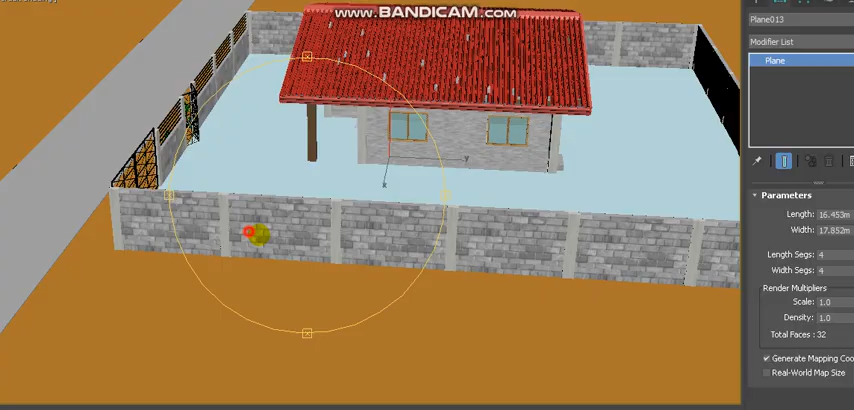 www.BANDICAM.com
Plane013
Modifier List
Plane
Parameters
Length: 16.453m
Width: 17.852m
Length Segs: 4
Width Segs: 4
Render Multipliers
Scale: 1.0
Density: 1.0
Total Faces : 32
Generate Mapping Coo
Real-World Map Size
y
x